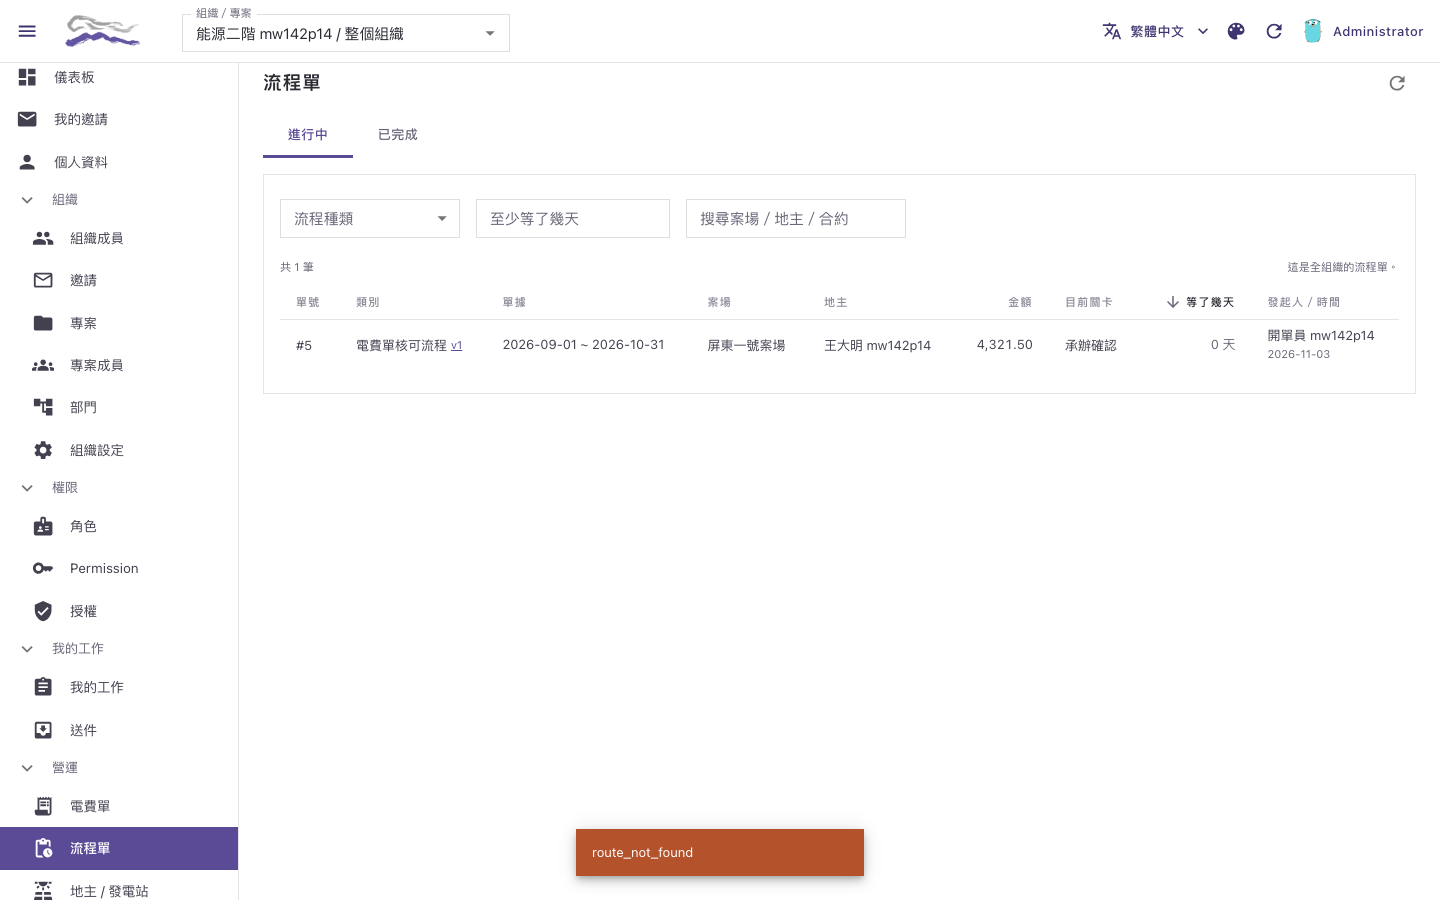 組織 / 專案
能源二階 mw142p14 / 整個組織
繁體中文
Administrator
儀表板
我的邀請
個人資料
組織
組織成員
邀請
專案
專案成員
部門
組織設定
權限
角色
Permission
授權
我的工作
我的工作
送件
營運
電費單
流程單
地主 / 發電站
流程單
進行中
已完成
流程種類
至少等了幾天
搜尋案場 / 地主 / 合約
共 1 筆
這是全組織的流程單。
單號 類別 單據 案場 地主 金額 目前關卡 等了幾天 發起人 / 時間
#5 電費單核可流程 v1 2026-09-01 ~ 2026-10-31 屏東一號案場 王大明 mw142p14 4,321.50 承辦確認 0 天 開單員 mw142p14
2026-11-03
route_not_found